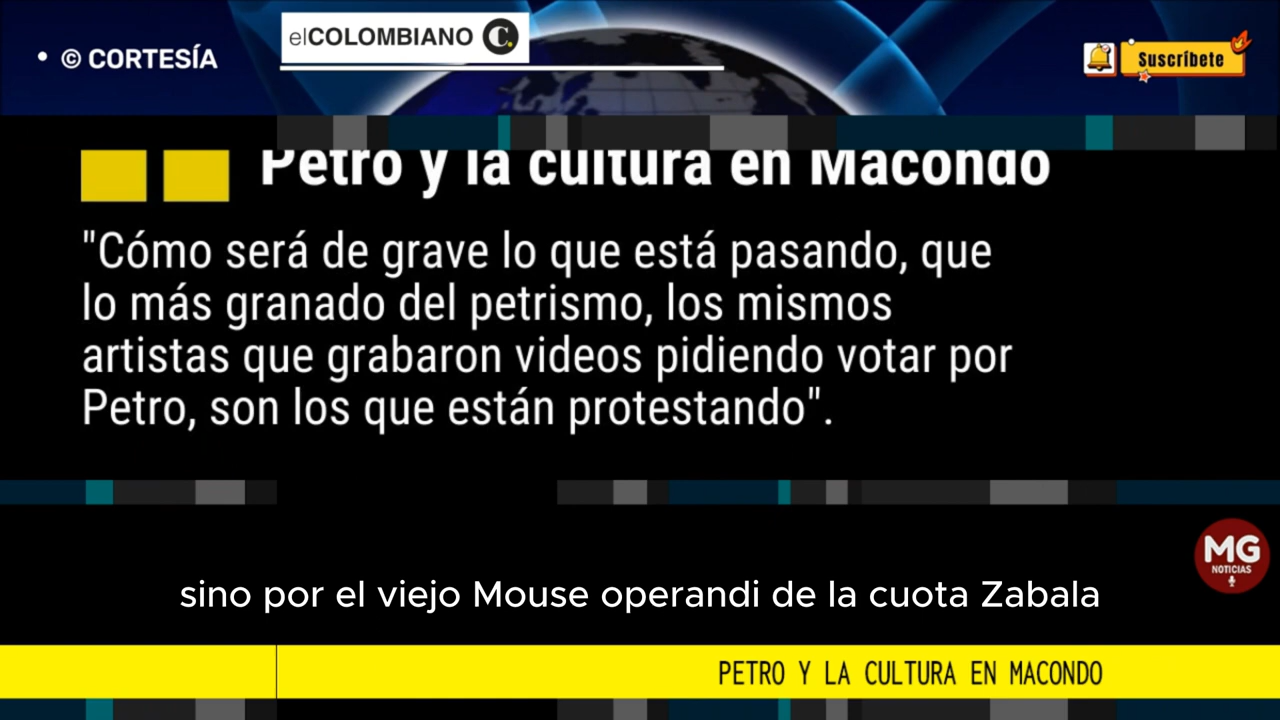 • © CORTESÍA
elCOLOMBIANO C.
Suscríbete
Petro y la cultura en Macondo
"Cómo será de grave lo que está pasando, que
lo más granado del petrismo, los mismos
artistas que grabaron videos pidiendo votar por
Petro, son los que están protestando".
MG
NOTICIAS
sino por el viejo Mouse operandi de la cuota Zabala
PETRO Y LA CULTURA EN MACONDO